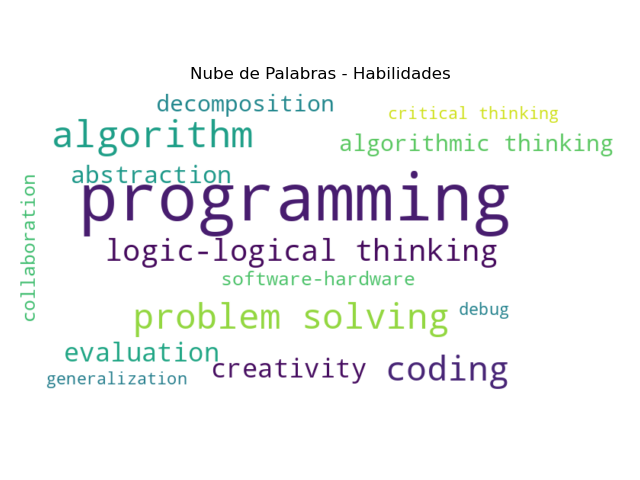 Nube de Palabras - Habilidades
decomposition
critical thinking
algorithm
algorithmic thinking
abstraction
programming
collaboration
logic-logical thinking
software-hardware
problem solving
debug
evaluation
creativity
coding
generalization